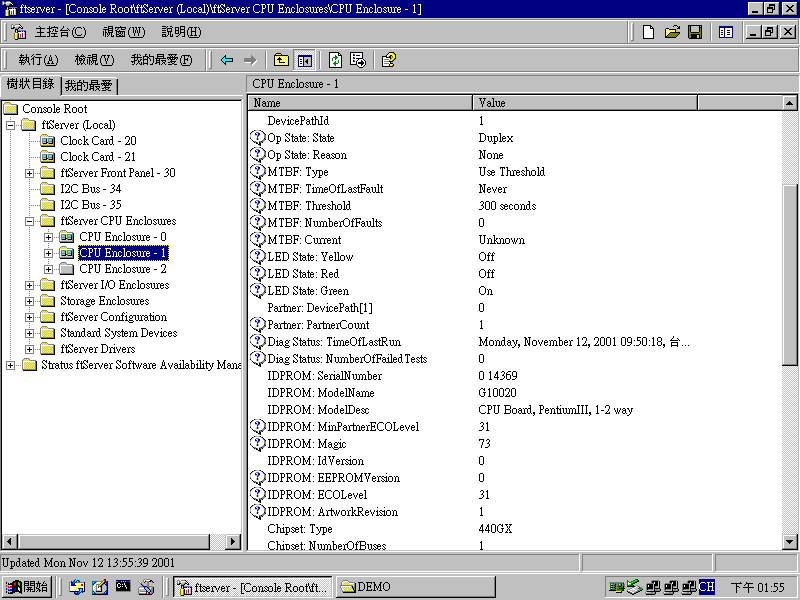 ftserver - [Console Root\ftServer (Local)\ftServer CPU Enclosures\CPU Enclosure - 1]
主控台(C) 視窗(W) 說明(H)
執行(A) 檢視(V) 我的最愛(F)
樹狀目錄 我的最愛
Console Root
ftServer (Local)
Clock Card - 20
Clock Card - 21
ftServer Front Panel - 30
I2C Bus - 34
I2C Bus - 35
ftServer CPU Enclosures
CPU Enclosure - 0
CPU Enclosure - 1
CPU Enclosure - 2
ftServer I/O Enclosures
Storage Enclosures
ftServer Configuration
Standard System Devices
ftServer Drivers
Stratus ftServer Software Availability Mana
CPU Enclosure - 1
Name Value
DevicePathId 1
Op State: State Duplex
Op State: Reason None
MTBF: Type Use Threshold
MTBF: TimeOfLastFault Never
MTBF: Threshold 300 seconds
MTBF: NumberOfFaults 0
MTBF: Current Unknown
LED State: Yellow Off
LED State: Red Off
LED State: Green On
Partner: DevicePath[1] 0
Partner: PartnerCount 1
Diag Status: TimeOfLastRun Monday, November 12, 2001 09:50:18, 台...
Diag Status: NumberOfFailedTests 0
IDPROM: SerialNumber 0 14369
IDPROM: ModelName G10020
IDPROM: ModelDesc CPU Board, PentiumIII, 1-2 way
IDPROM: MinPartnerECOLevel 31
IDPROM: Magic 73
IDPROM: IdVersion 0
IDPROM: EEPROMVersion 0
IDPROM: ECOLevel 31
IDPROM: ArtworkRevision 1
Chipset: Type 440GX
Chipset: NumberOfBuses 1
Updated Mon Nov 12 13:55:39 2001
開始 ftserver - [Console Root\ft... DEMO CH 下午 01:55